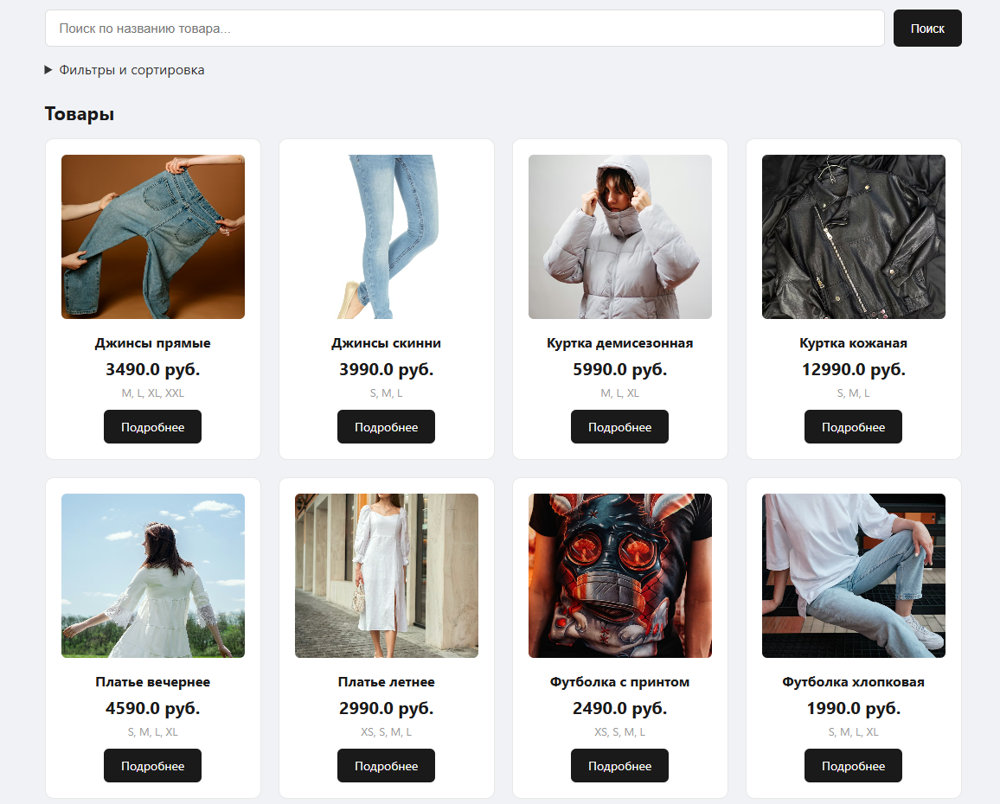 Поиск по названию товара...
Поиск
Фильтры и сортировка
Товары
Джинсы прямые
3490.0 руб.
M, L, XL, XXL
Подробнее
Джинсы скинни
3990.0 руб.
S, M, L
Подробнее
Куртка демисезонная
5990.0 руб.
M, L, XL
Подробнее
Куртка кожаная
12990.0 руб.
S, M, L
Подробнее
Платье вечернее
4590.0 руб.
S, M, L, XL
Подробнее
Платье летнее
2990.0 руб.
XS, S, M, L
Подробнее
Футболка с принтом
2490.0 руб.
XS, S, M, L
Подробнее
Футболка хлопковая
1990.0 руб.
S, M, L, XL
Подробнее